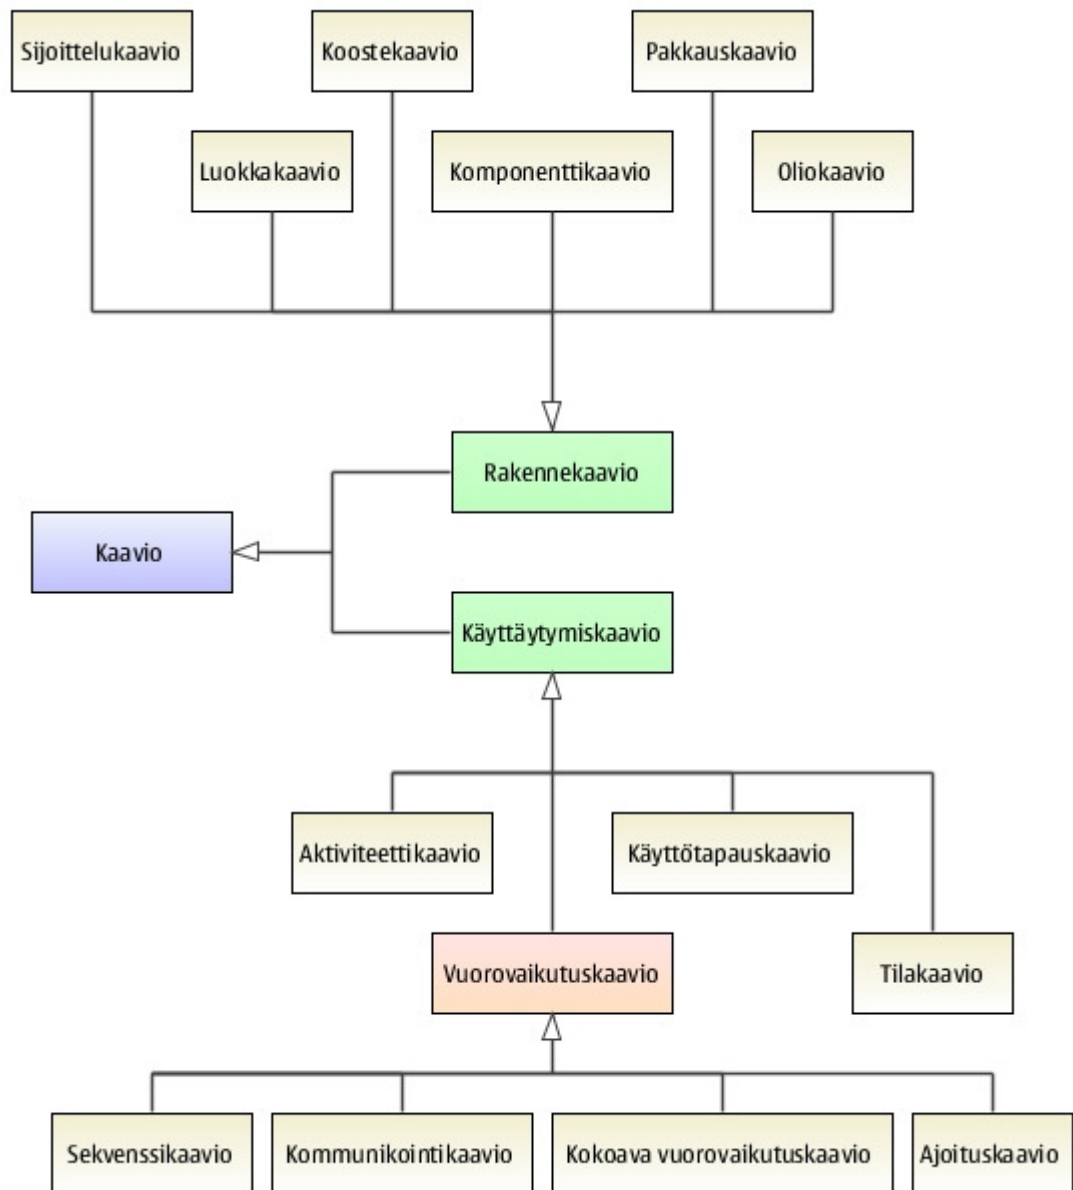 Sijoittelukaavio
Koostekaavio
Pakkauskaavio
Luokkakaavio
Komponenttikaavio
Oliokaavio
Rakennekaavio
Kaavio
Käyttäytymiskaavio
Aktiviteettikaavio
Käyttötapauskaavio
Vuorovaikutuskaavio
Tilakaavio
Sekvenssikaavio
Kommunikointikaavio
Kokoava vuorovaikutuskaavio
Ajoituskaavio